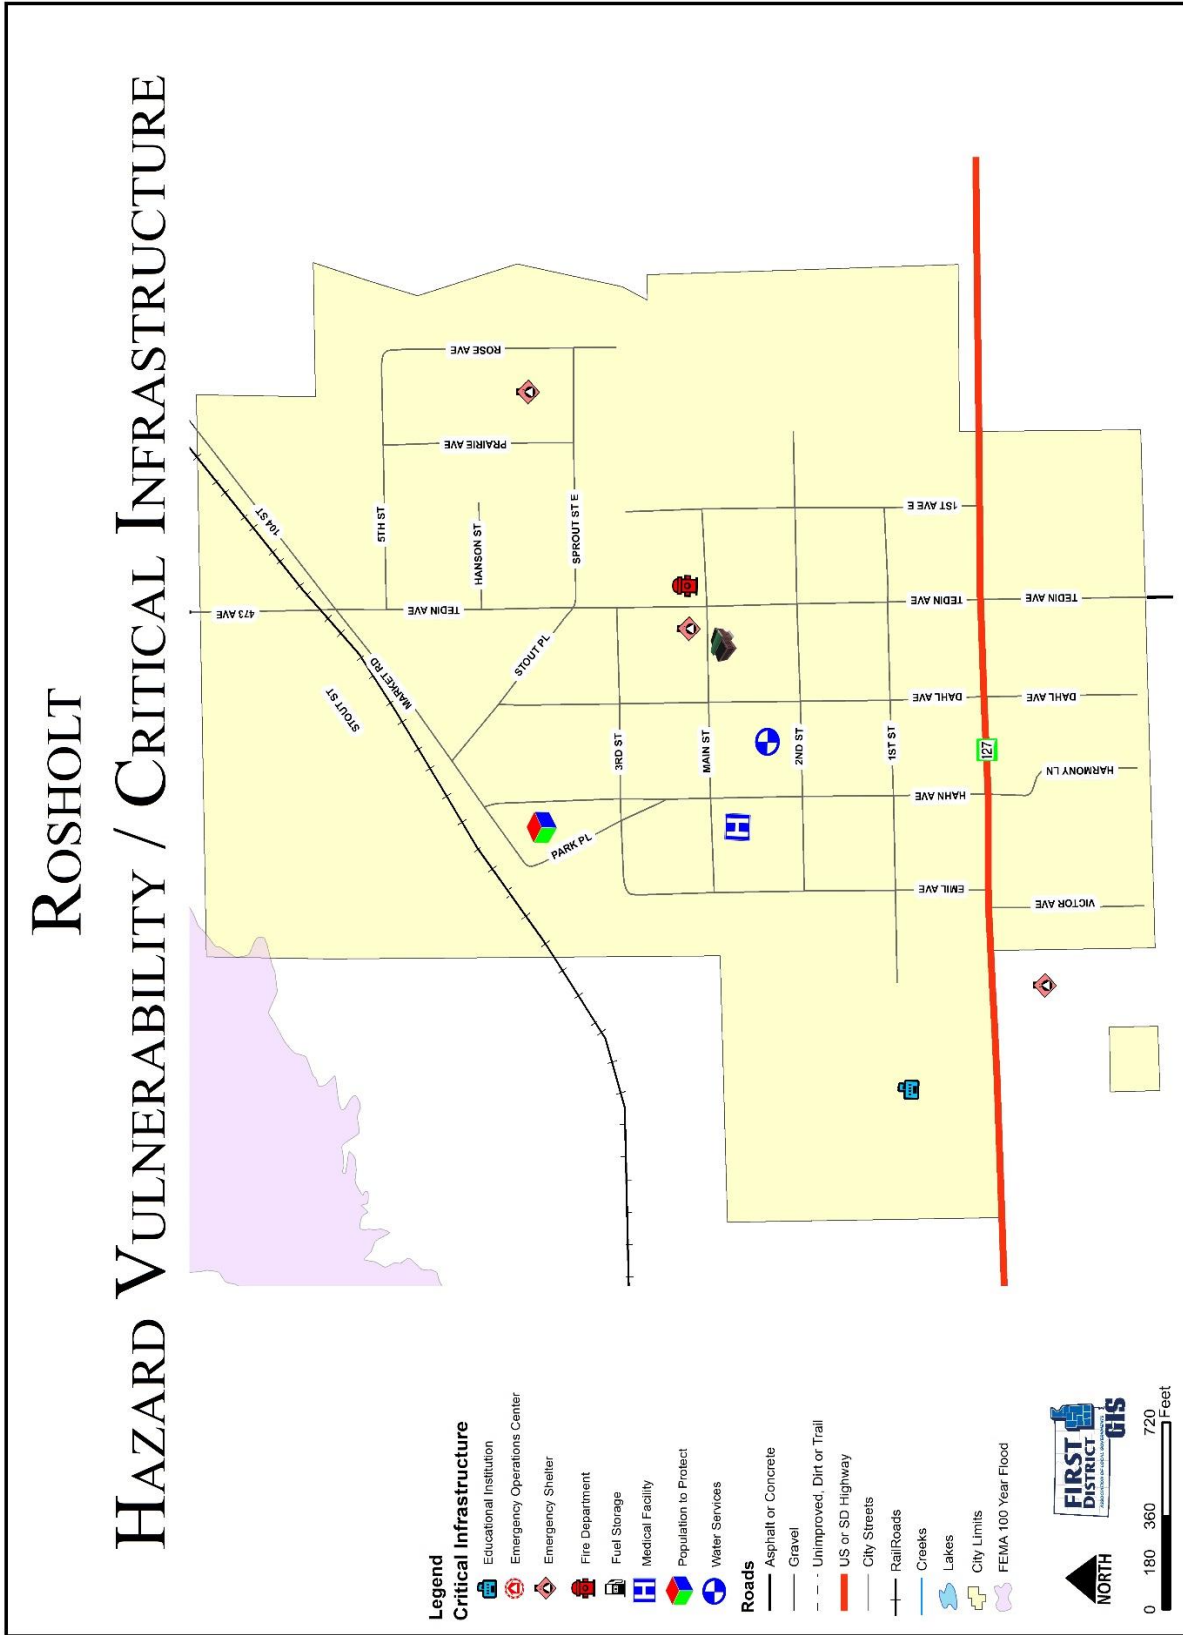 ROSHOLT
HAZARD VULNERABILITY / CRITICAL INFRASTRUCTURE
473 AVE
104 ST
STOUT ST
MARKET RD
5TH ST
TEDIN AVE
HANSON ST
PRAIRIE AVE
ROSE AVE
SPROUT ST E
STOUT PL
PARK PL
3RD ST
MAIN ST
2ND ST
1ST ST
EMIL AVE
HAHN AVE
DAHL AVE
TEDIN AVE
1ST AVE E
127
VICTOR AVE
HARMONY LN
DAHL AVE
TEDIN AVE
Legend
Critical Infrastructure
Educational Institution
Emergency Operations Center
Emergency Shelter
Fire Department
Fuel Storage
H Medical Facility
Population to Protect
Water Services
Roads
Asphalt or Concrete
Gravel
Unimproved, Dirt or Trail
US or SD Highway
City Streets
RailRoads
Creeks
Lakes
City Limits
FEMA 100 Year Flood
NORTH
FIRST
DISTRICT
ASSOCIATION OF LOCAL GOVERNMENTS
GIS
0 180 360 720
Feet
H